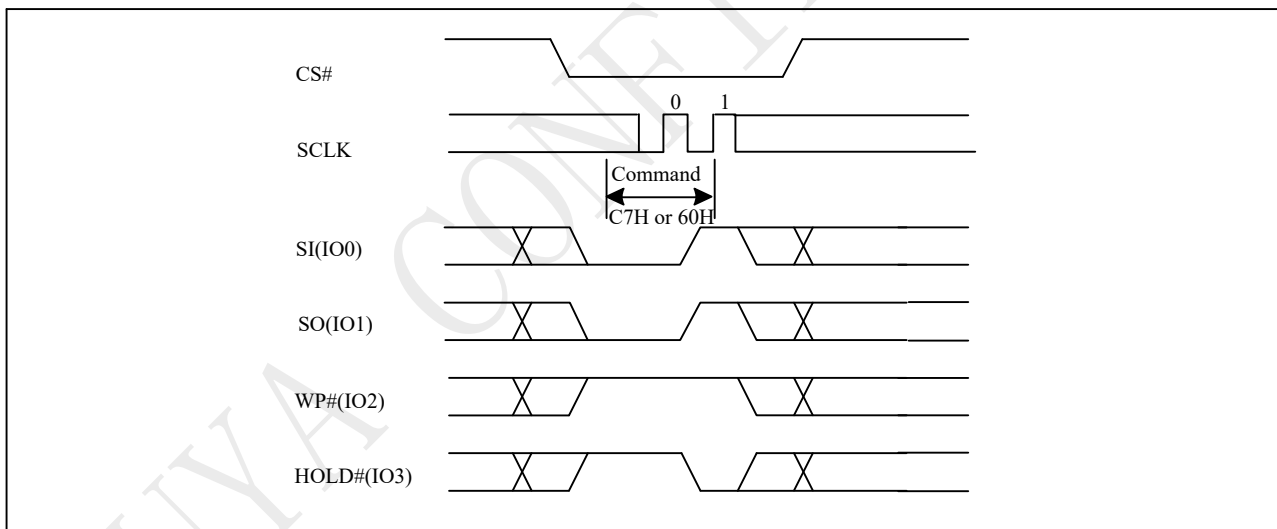 CS#
0 1
SCLK
Command
C7H or 60H
SI(IO0)
SO(IO1)
WP#(IO2)
HOLD#(IO3)